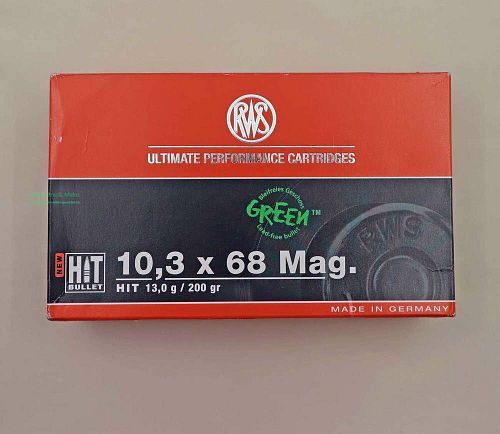 RWS
ULTIMATE PERFORMANCE CARTRIDGES
Bleifreies Geschoss
GREEN™
Lead-free bullet
RWS
NEW
HIT
BULLET
10,3 x 68 Mag.
HIT 13,0 g / 200 gr
MADE IN GERMANY